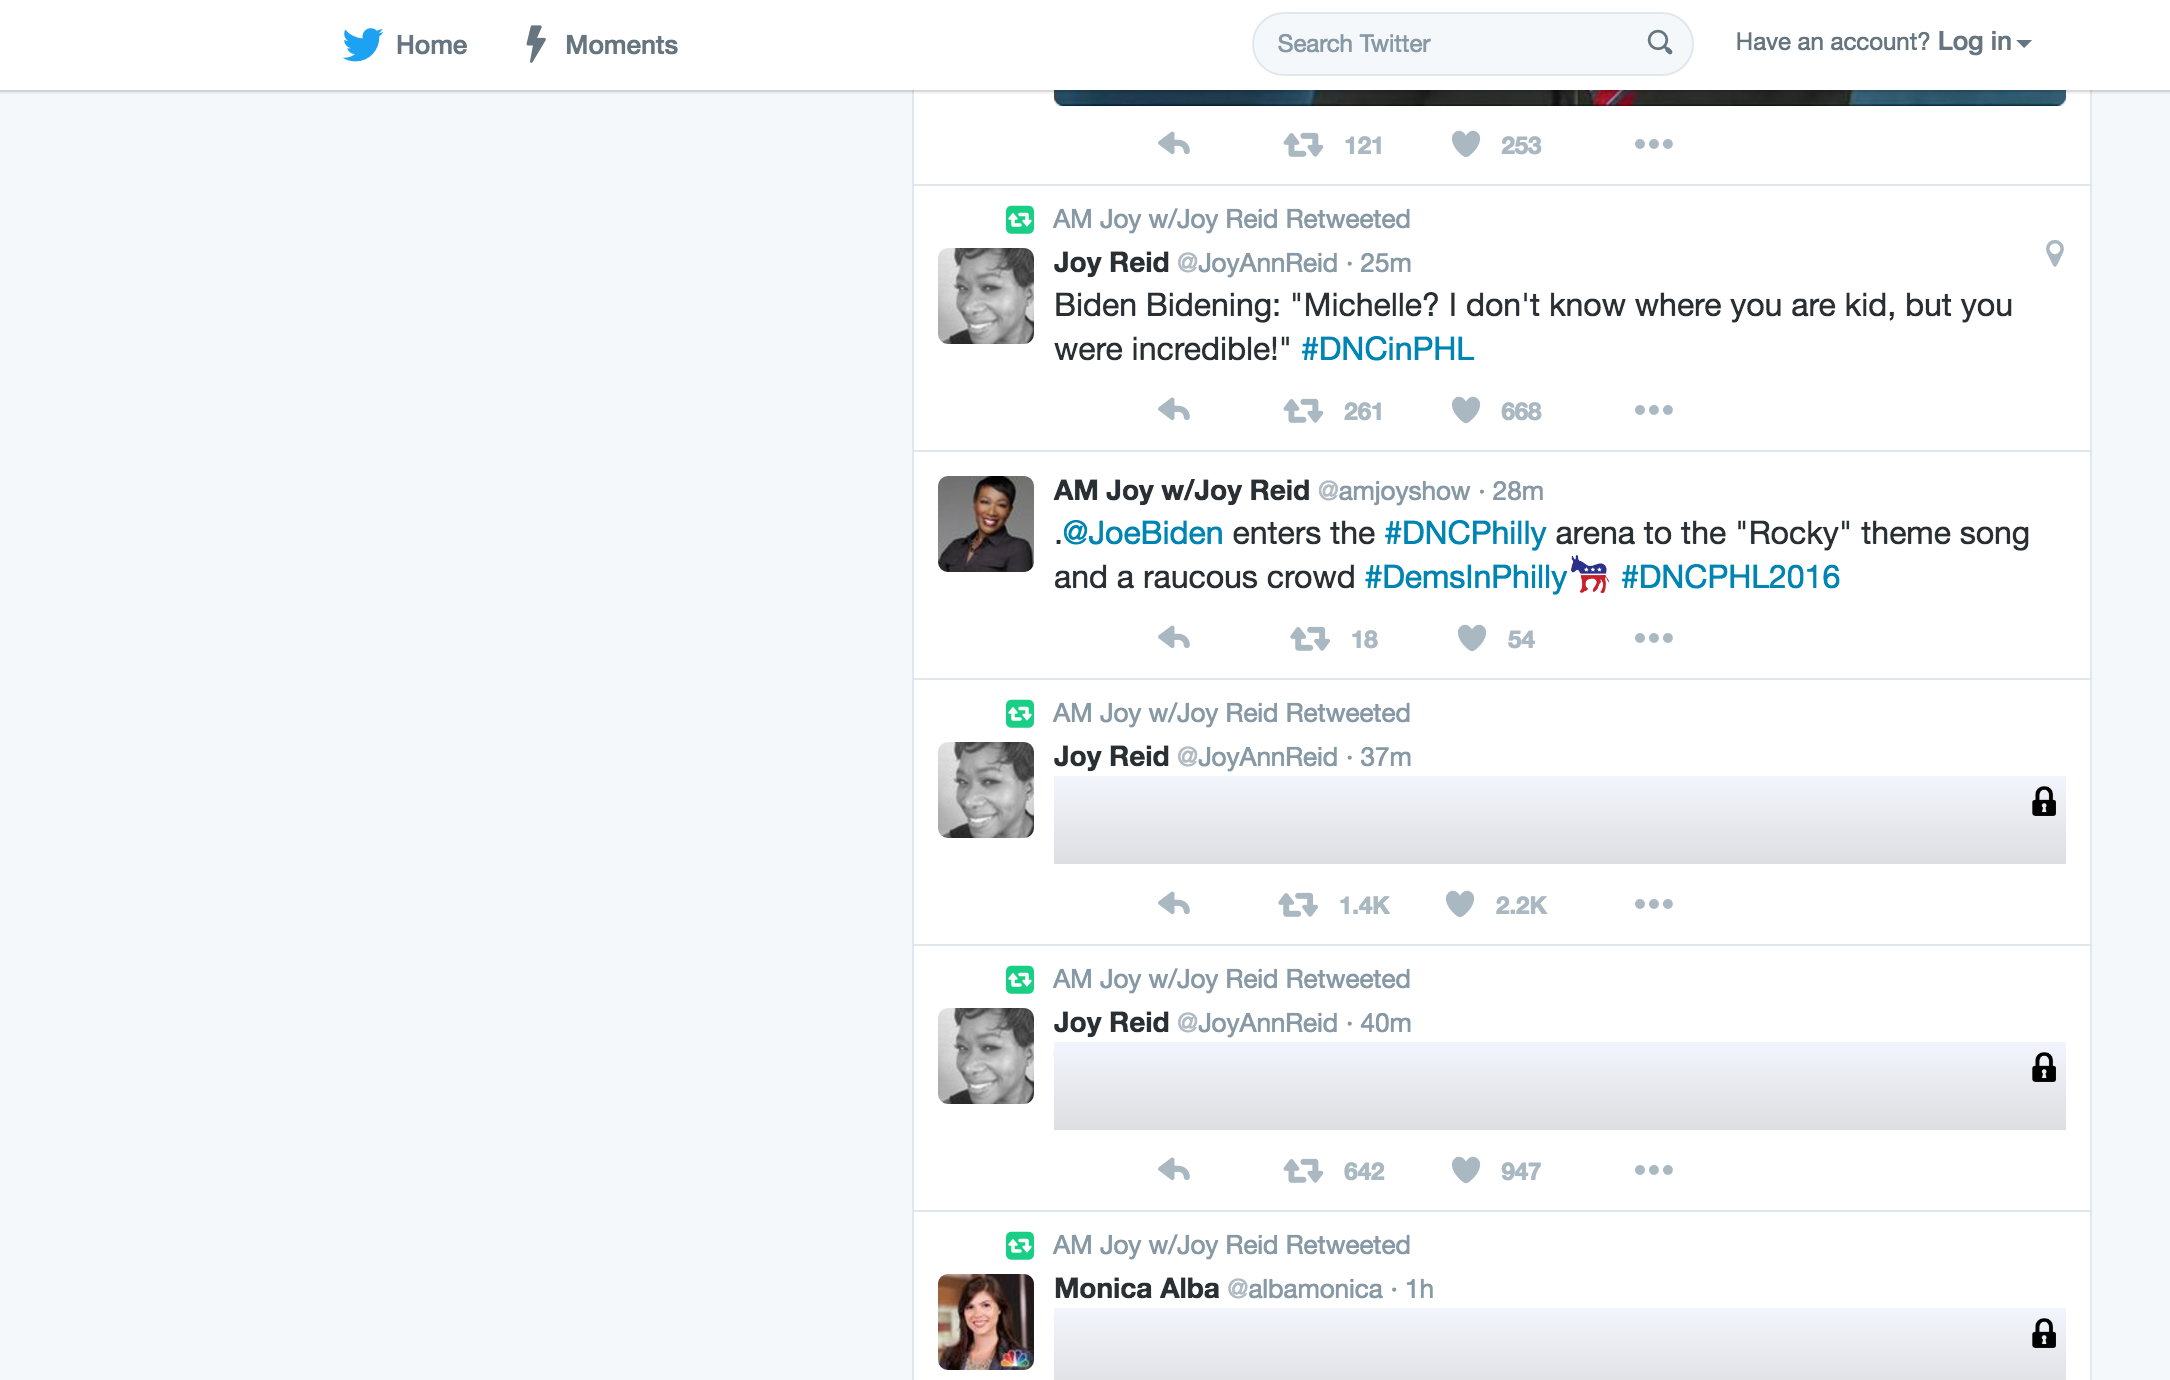 Home
Moments
Search Twitter
Have an account? Log in
121 253
AM Joy w/Joy Reid Retweeted
Joy Reid @JoyAnnReid · 25m
Biden Bidening: "Michelle? I don't know where you are kid, but you
were incredible!" #DNCinPHL
261 668
AM Joy w/Joy Reid @amjoyshow · 28m
.@JoeBiden enters the #DNCPhilly arena to the "Rocky" theme song
and a raucous crowd #DemsInPhilly #DNCPHL2016
18 54
AM Joy w/Joy Reid Retweeted
Joy Reid @JoyAnnReid · 37m
1.4K 2.2K
AM Joy w/Joy Reid Retweeted
Joy Reid @JoyAnnReid · 40m
642 947
AM Joy w/Joy Reid Retweeted
Monica Alba @albamonica · 1h